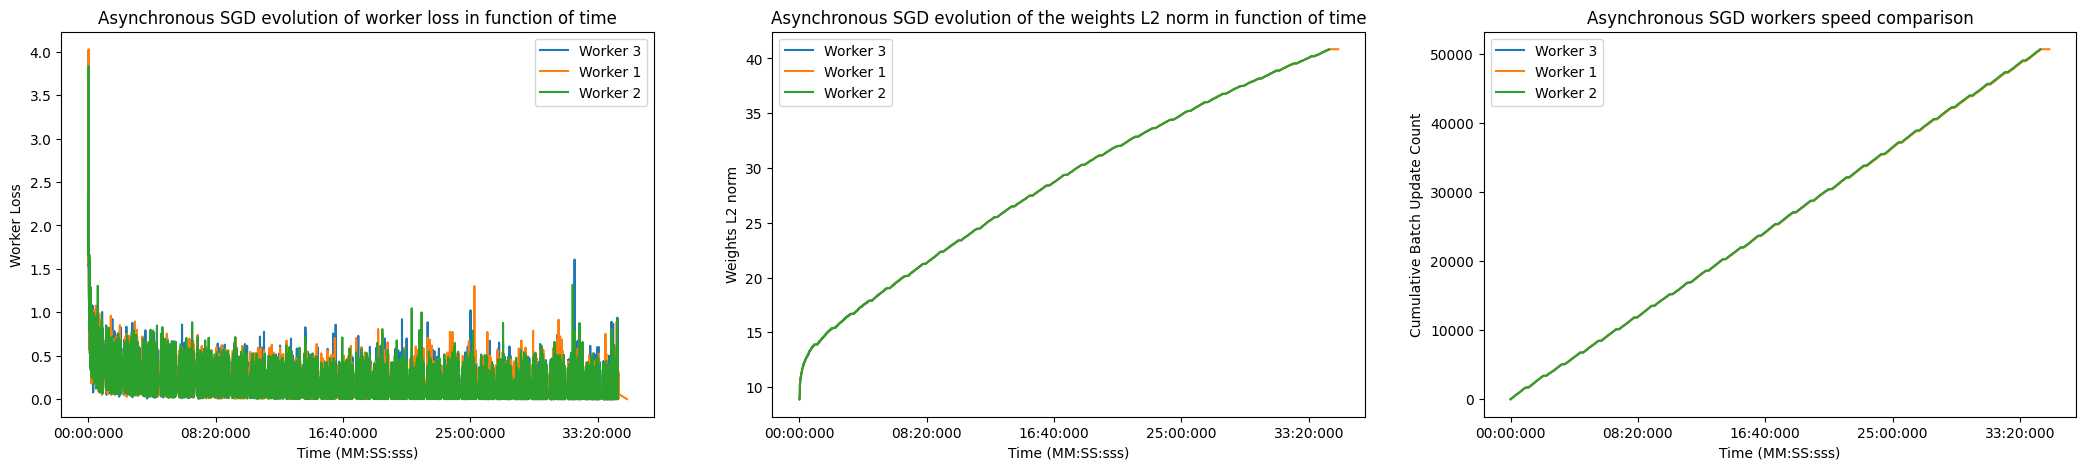 Asynchronous SGD evolution of worker loss in function of time
Worker Loss
4.0
3.5
3.0
2.5
2.0
1.5
1.0
0.5
0.0
Worker 3
Worker 1
Worker 2
00:00:000
08:20:000
16:40:000
25:00:000
33:20:000
Time (MM:SS:sss)
Asynchronous SGD evolution of the weights L2 norm in function of time
Weights L2 norm
40
35
30
25
20
15
10
Worker 3
Worker 1
Worker 2
00:00:000
08:20:000
16:40:000
25:00:000
33:20:000
Time (MM:SS:sss)
Asynchronous SGD workers speed comparison
Cumulative Batch Update Count
50000
40000
30000
20000
10000
0
Worker 3
Worker 1
Worker 2
00:00:000
08:20:000
16:40:000
25:00:000
33:20:000
Time (MM:SS:sss)